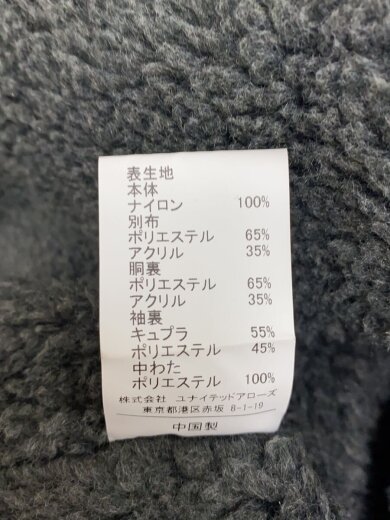 表生地
本体
ナイロン 100%
別布
ポリエステル 65%
アクリル 35%
胴裏
ポリエステル 65%
アクリル 35%
袖裏
キュプラ 55%
ポリエステル 45%
中わた
ポリエステル 100%
株式会社 ユナイテッドアローズ
東京都港区赤坂 8-1-19
中国製